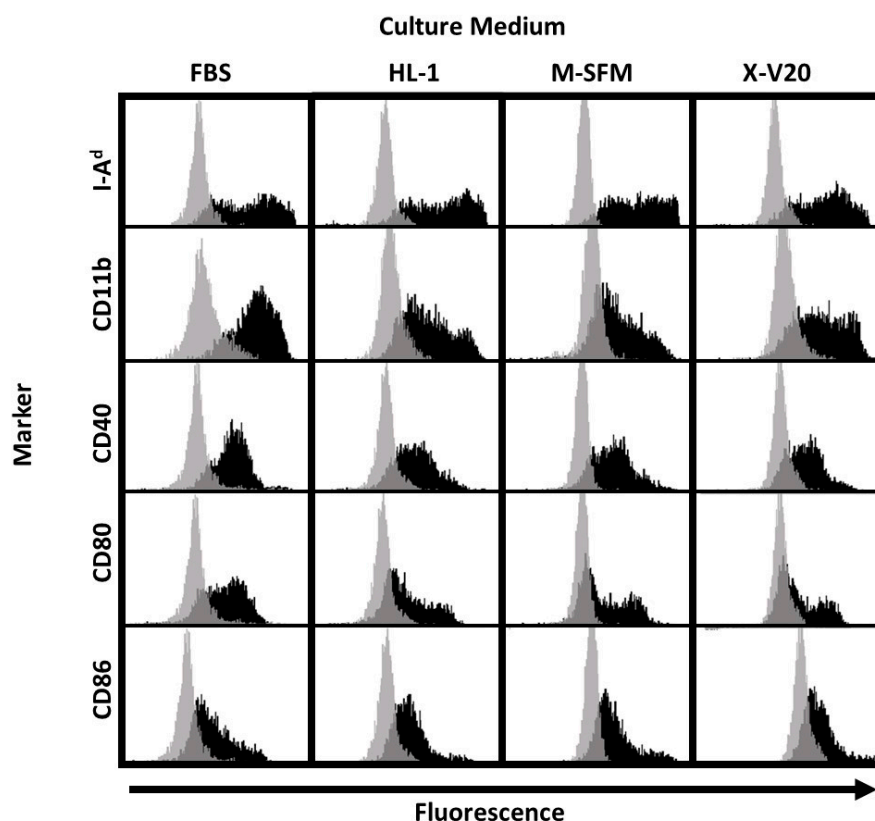 Culture Medium
FBS HL-1 M-SFM X-V20
I-Aᵈ
CD11b
CD40
CD80
CD86
Marker
Fluorescence